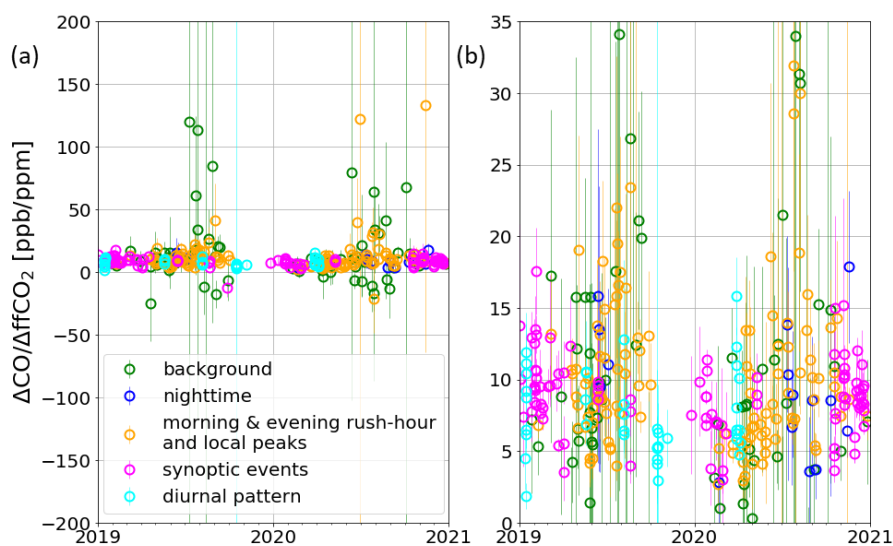 (a)
(b)
ΔCO/ΔffCO₂ [ppb/ppm]
200
150
100
50
0
−50
−100
−150
−200
2019
2020
2021
background
nighttime
morning & evening rush-hour
and local peaks
synoptic events
diurnal pattern
35
30
25
20
15
10
5
0
2019
2020
2021